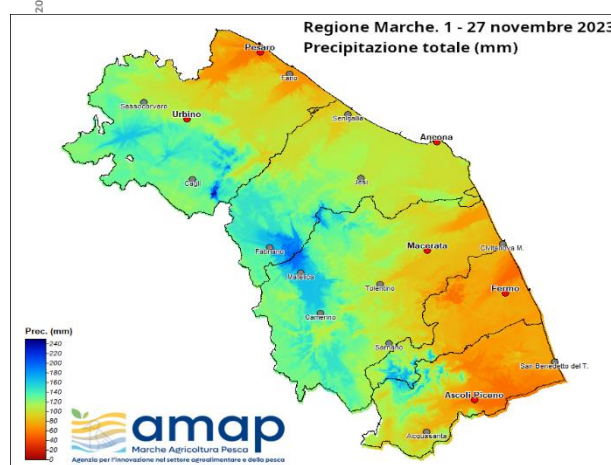 20
Regione Marche. 1 - 27 novembre 2023
Precipitazione totale (mm)
Pesaro
Fano
Sassocorvaro
Urbino
Senigallia
Ancona
Cagli
Jesi
Fabriano
Macerata
Civitanova M.
Matelica
Tolentino
Fermo
Camerino
Sarnano
San Benedetto del T.
Ascoli Piceno
Acquasanta
Prec. (mm)
240
220
200
180
160
140
120
100
80
60
40
20
0
amap
Marche Agricoltura Pesca
Agenzia per l'innovazione nel settore agroalimentare e della pesca